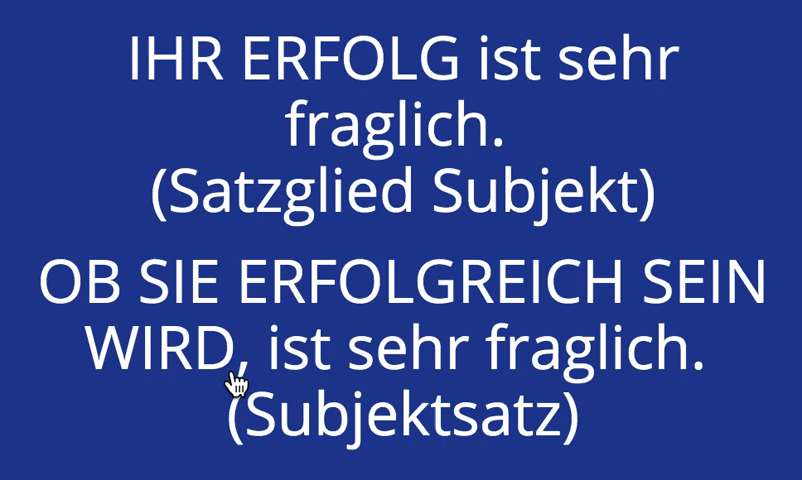 IHR ERFOLG ist sehr
fraglich.
(Satzglied Subjekt)
OB SIE ERFOLGREICH SEIN
WIRD, ist sehr fraglich.
(Subjektsatz)